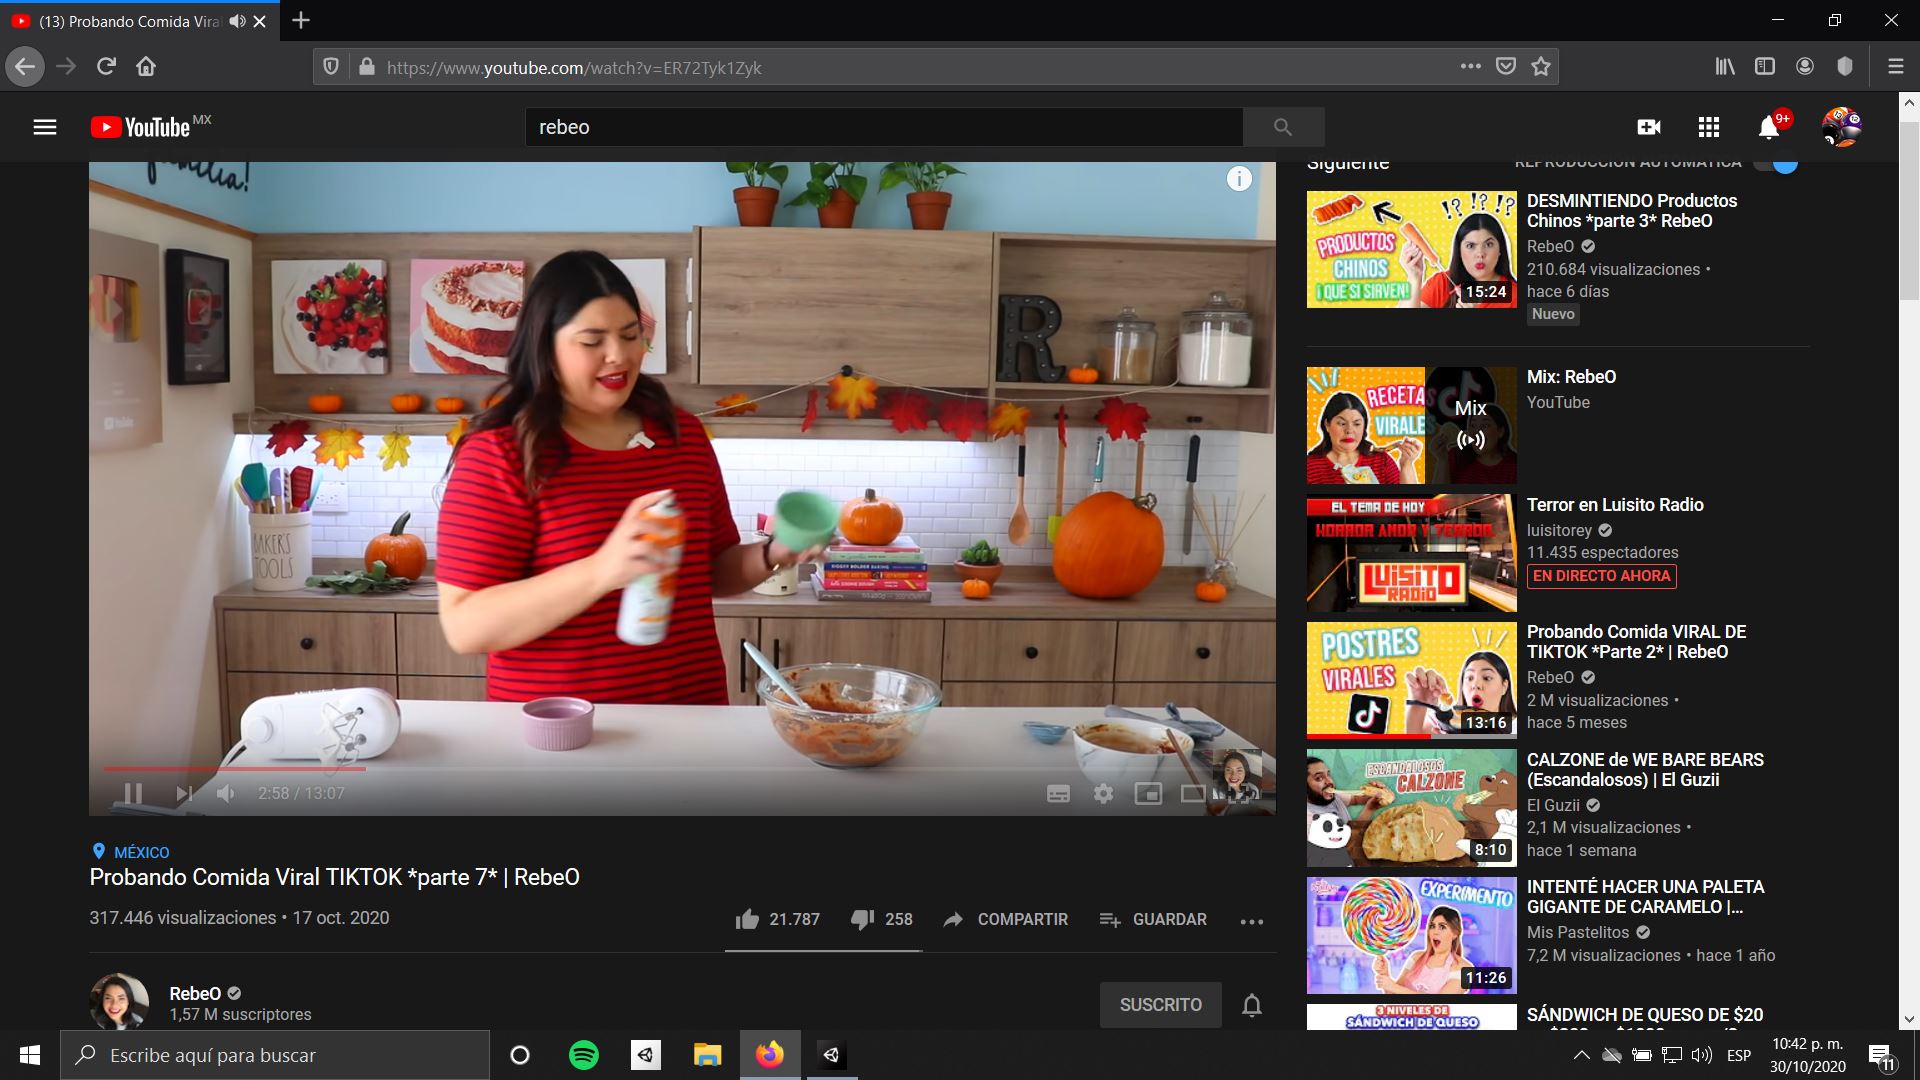 (13) Probando Comida Vira
https://www.youtube.com/watch?v=ER72Tyk1Zyk
YouTube MX
rebeo
9+
familia!
R
BAKER'S
TOOLS
2:58 / 13:07
MÉXICO
Probando Comida Viral TIKTOK *parte 7* | RebeO
317.446 visualizaciones • 17 oct. 2020
21.787
258
COMPARTIR
GUARDAR
RebeO
1,57 M suscriptores
SUSCRITO
Siguiente
REPRODUCCIÓN AUTOMÁTICA
PRODUCTOS
CHINOS
¡QUE SI SIRVEN!
!? !? !?
15:24
DESMINTIENDO Productos
Chinos *parte 3* RebeO
RebeO
210.684 visualizaciones •
hace 6 días
Nuevo
RECETA
VIRALE
Mix
Mix: RebeO
YouTube
EL TEMA DE HOY
HORROR AMOR Y TERROR
LUISITO
RADIO
Terror en Luisito Radio
luisitorey
11.435 espectadores
EN DIRECTO AHORA
POSTRES
VIRALES
13:16
Probando Comida VIRAL DE
TIKTOK *Parte 2* | RebeO
RebeO
2 M visualizaciones •
hace 5 meses
ESCANDALOSOS
CALZONE
8:10
CALZONE de WE BARE BEARS
(Escandalosos) | El Guzii
El Guzii
2,1 M visualizaciones •
hace 1 semana
EXPERIMENTO
11:26
INTENTÉ HACER UNA PALETA
GIGANTE DE CARAMELO |...
Mis Pastelitos
7,2 M visualizaciones • hace 1 año
3 NIVELES DE
SÁNDWICH DE QUESO
SÁNDWICH DE QUESO DE $20
Escribe aquí para buscar
ESP
10:42 p. m.
30/10/2020
11